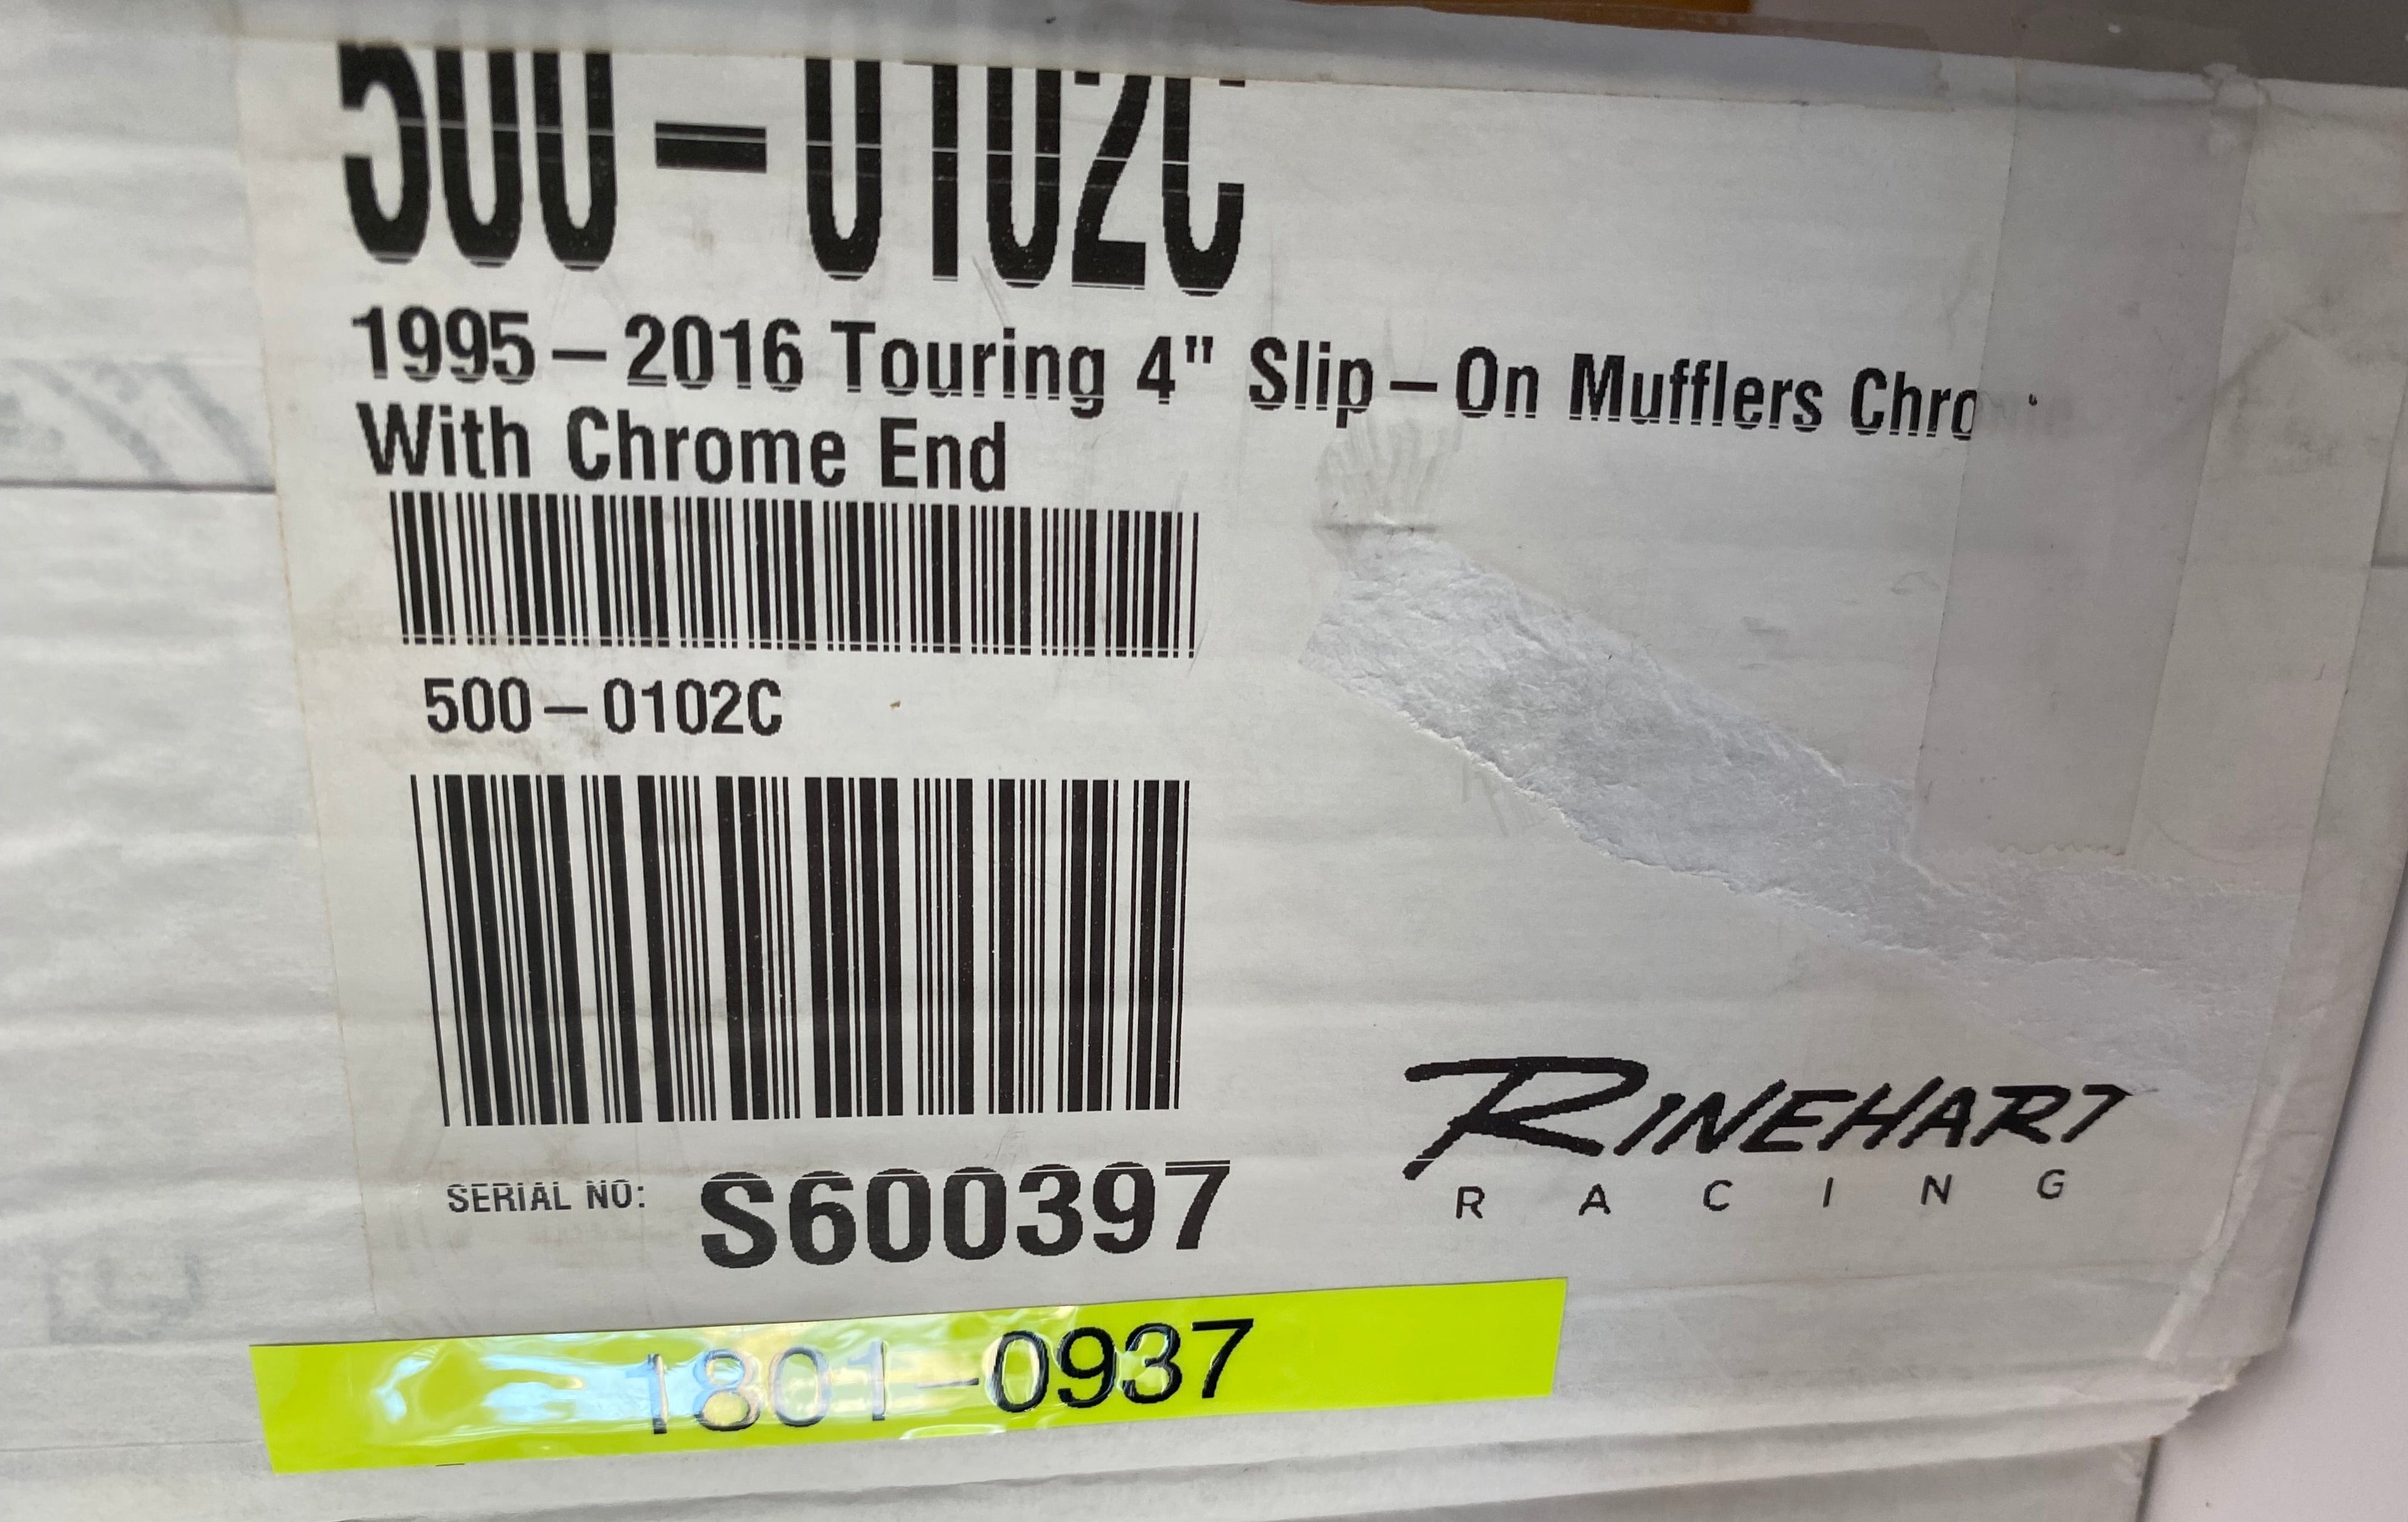 500-0102C
1995-2016 Touring 4" Slip-On Mufflers Chro
With Chrome End
500-0102C
SERIAL NO: S600397
RINEHART
RACING
1801-0937